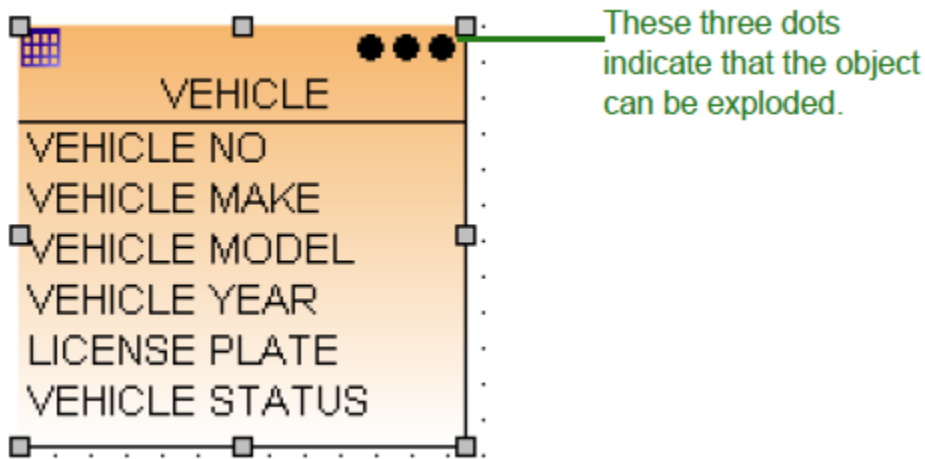 These three dots
indicate that the object
can be exploded.
VEHICLE
VEHICLE NO
VEHICLE MAKE
VEHICLE MODEL
VEHICLE YEAR
LICENSE PLATE
VEHICLE STATUS